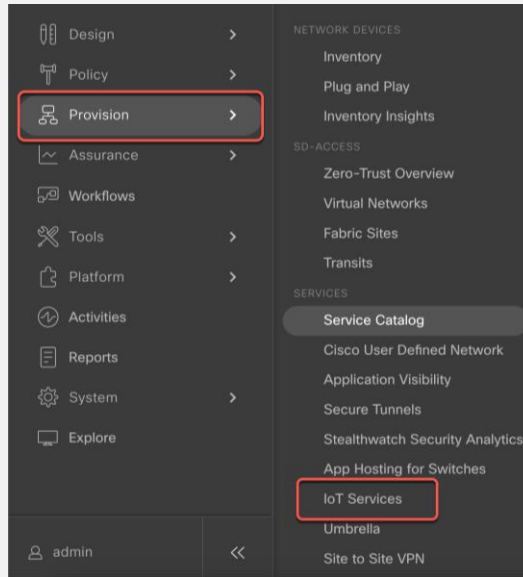 Design
Policy
Provision
Assurance
Workflows
Tools
Platform
Activities
Reports
System
Explore
admin
NETWORK DEVICES
Inventory
Plug and Play
Inventory Insights
SD-ACCESS
Zero-Trust Overview
Virtual Networks
Fabric Sites
Transits
SERVICES
Service Catalog
Cisco User Defined Network
Application Visibility
Secure Tunnels
Stealthwatch Security Analytics
App Hosting for Switches
IoT Services
Umbrella
Site to Site VPN